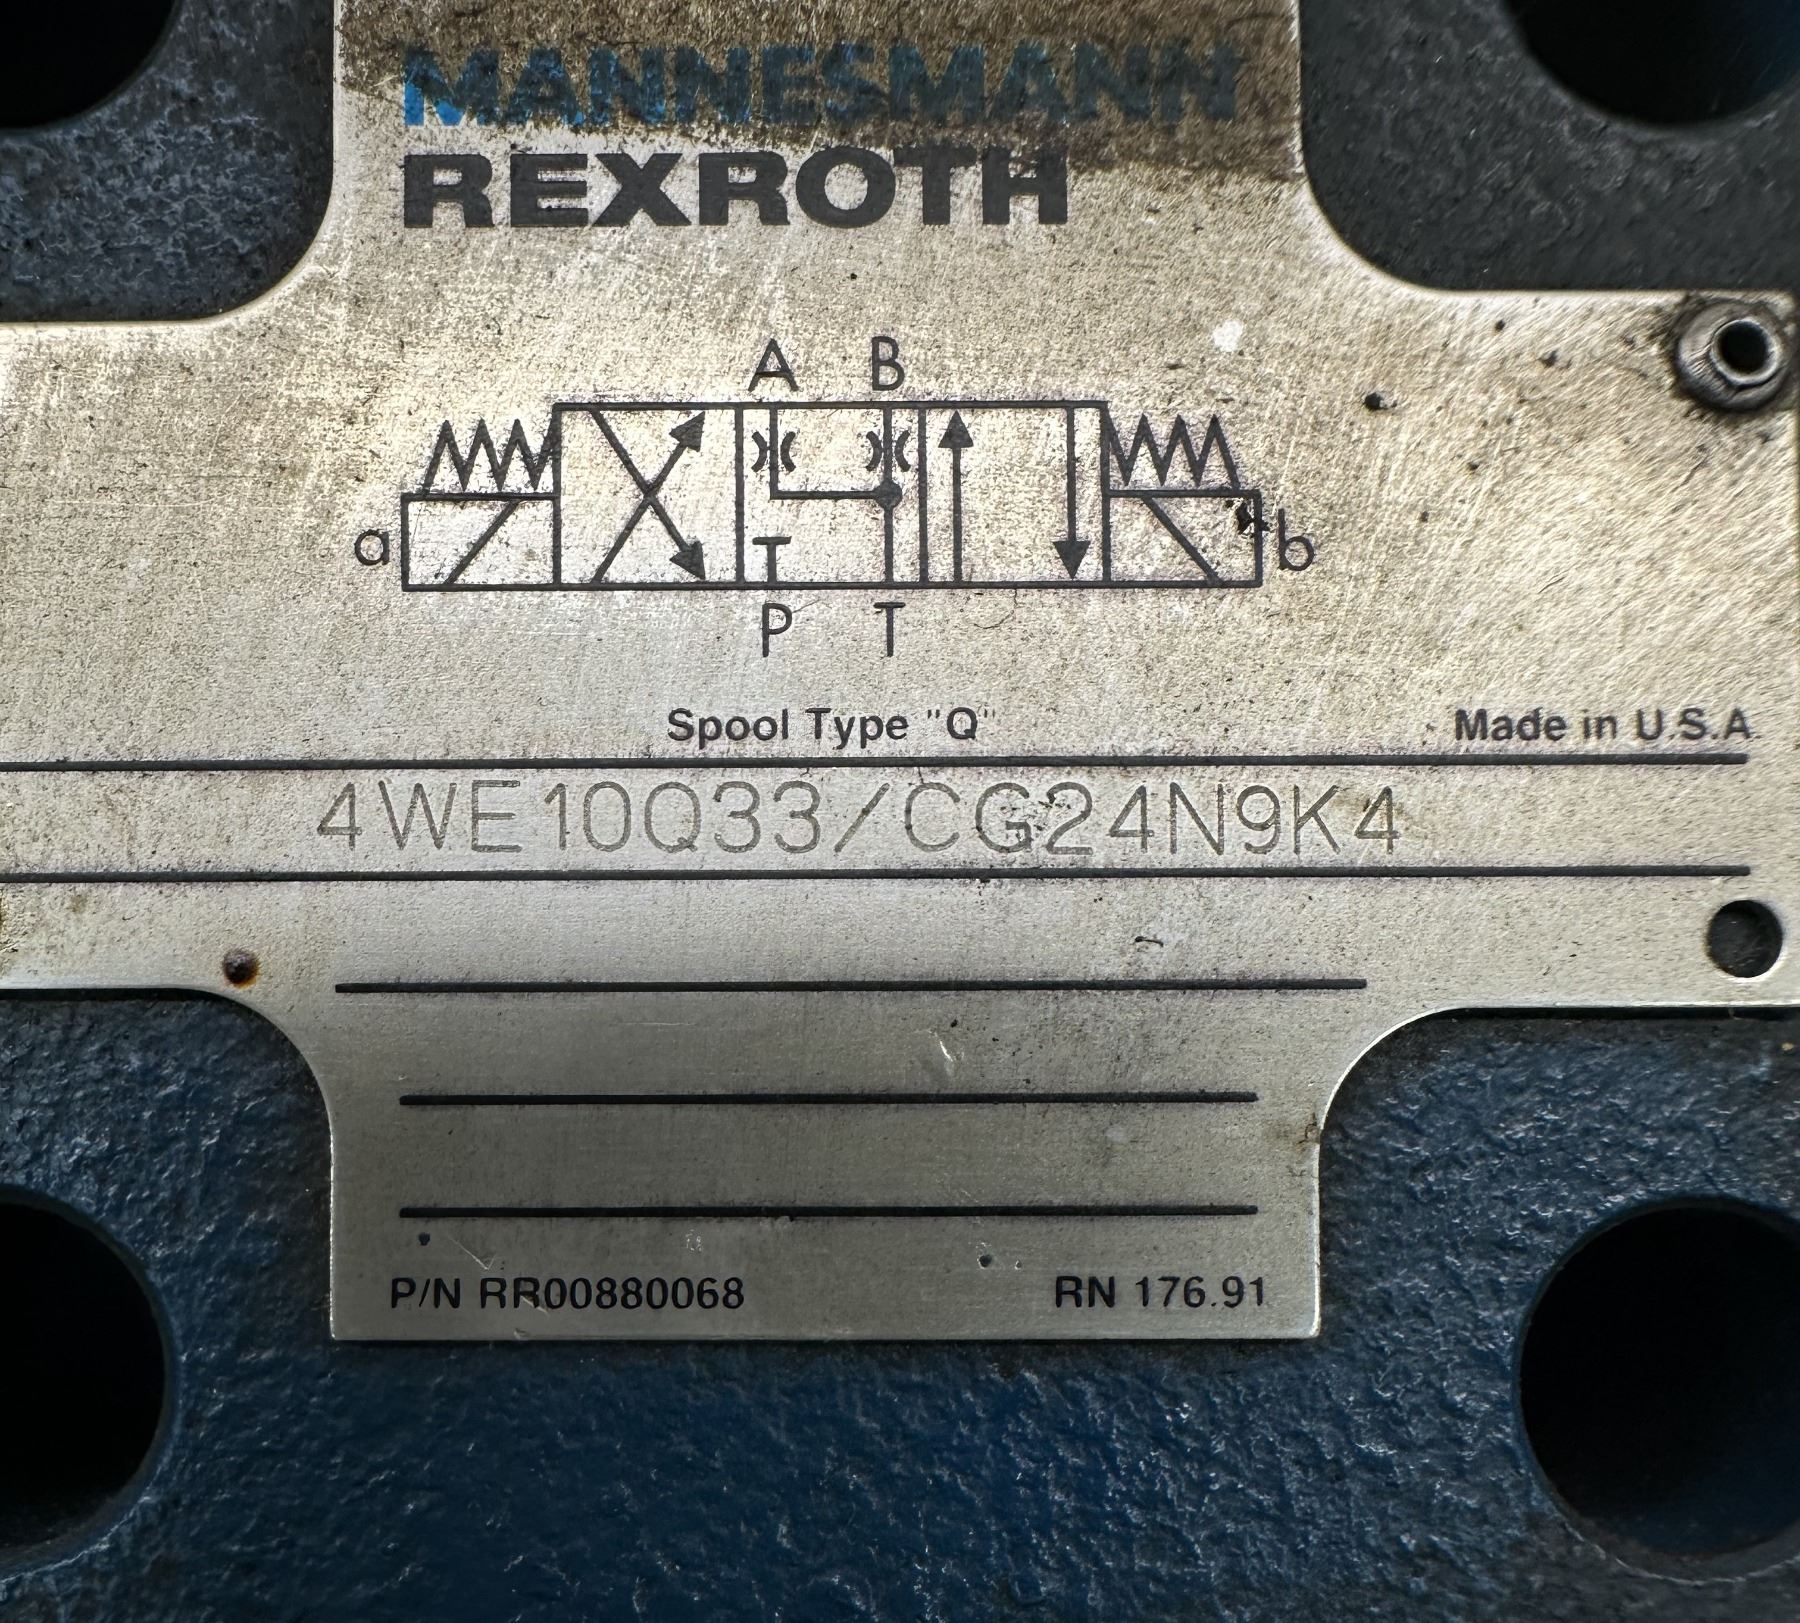 MANNESMANN
REXROTH
A B
a b
P T
Spool Type "Q"
Made in U.S.A
4WE10Q33/CG24N9K4
P/N RR00880068 RN 176.91